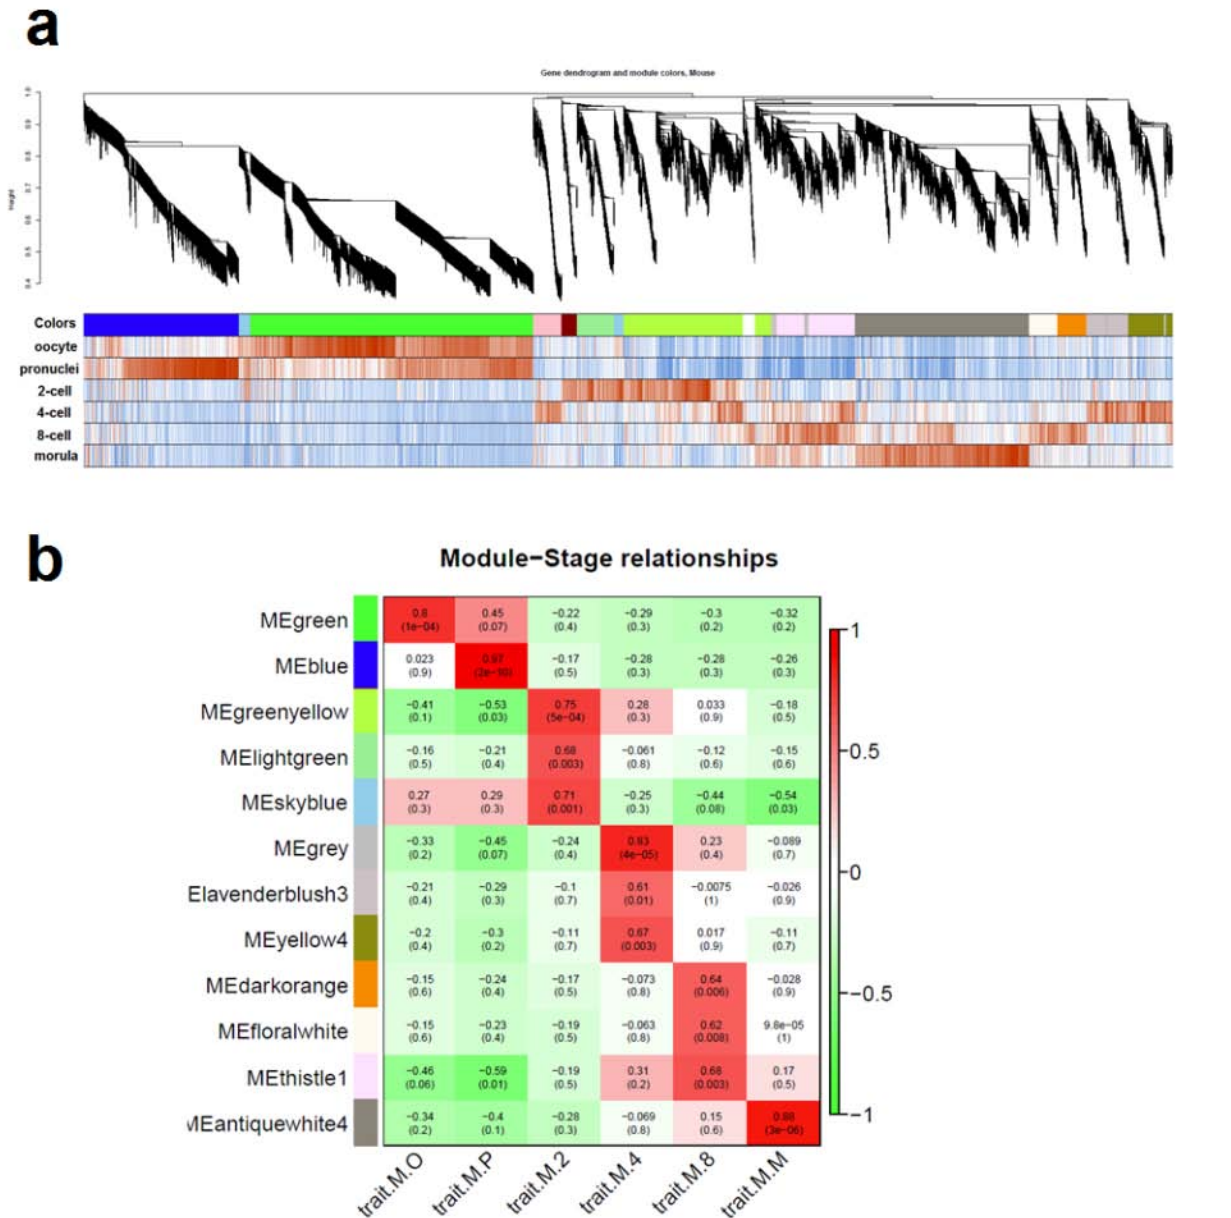 a
Gene dendrogram and module colors, Mouse
Height
1.0
0.9
0.8
0.7
0.6
0.5
0.4
Colors
oocyte
pronuclei
2-cell
4-cell
8-cell
morula
b
Module−Stage relationships
MEgreen 0.8 0.45 −0.22 −0.29 −0.3 −0.32
(1e−04) (0.07) (0.4) (0.3) (0.2) (0.2)
MEblue 0.023 0.97 −0.17 −0.28 −0.28 −0.26
(0.9) (2e−10) (0.5) (0.3) (0.3) (0.3)
MEgreenyellow −0.41 −0.53 0.75 0.28 0.033 −0.18
(0.1) (0.03) (5e−04) (0.3) (0.9) (0.5)
MElightgreen −0.16 −0.21 0.68 −0.061 −0.12 −0.15
(0.5) (0.4) (0.003) (0.8) (0.6) (0.6)
MEskyblue 0.27 0.29 0.71 −0.25 −0.44 −0.54
(0.3) (0.3) (0.001) (0.3) (0.08) (0.03)
MEgrey −0.33 −0.45 −0.24 0.83 0.23 −0.089
(0.2) (0.07) (0.4) (4e−05) (0.4) (0.7)
Elavenderblush3 −0.21 −0.29 −0.1 0.61 −0.0075 −0.026
(0.4) (0.3) (0.7) (0.01) (1) (0.9)
MEyellow4 −0.2 −0.3 −0.11 0.67 0.017 −0.11
(0.4) (0.2) (0.7) (0.003) (0.9) (0.7)
MEdarkorange −0.15 −0.24 −0.17 −0.073 0.64 −0.028
(0.6) (0.4) (0.5) (0.8) (0.006) (0.9)
MEfloralwhite −0.15 −0.23 −0.19 −0.063 0.62 9.8e−05
(0.6) (0.4) (0.5) (0.8) (0.008) (1)
MEthistle1 −0.46 −0.59 −0.19 0.31 0.68 0.17
(0.06) (0.01) (0.5) (0.2) (0.003) (0.5)
MEantiquewhite4 −0.34 −0.4 −0.28 −0.069 0.15 0.88
(0.2) (0.1) (0.3) (0.8) (0.6) (3e−06)
trait.M.O trait.M.P trait.M.2 trait.M.4 trait.M.8 trait.M.M
1
0.5
0
−0.5
−1